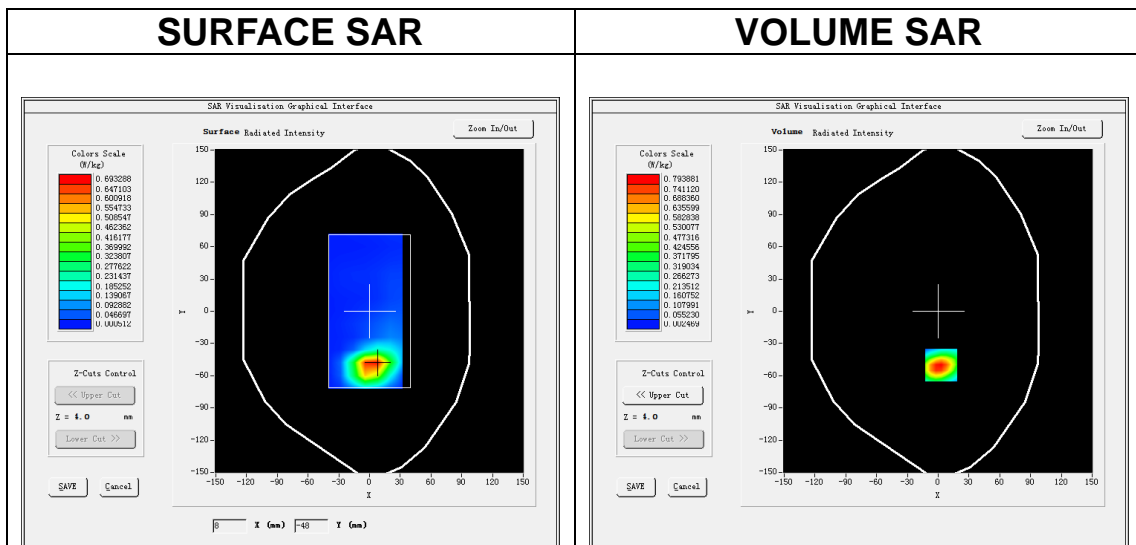 SURFACE SAR
VOLUME SAR
SAR Visualisation Graphical Interface
Surface Radiated Intensity
Zoom In/Out
Colors Scale
(W/kg)
0.693288
0.647103
0.600918
0.554733
0.508547
0.462362
0.416177
0.369992
0.323807
0.277622
0.231437
0.185252
0.139067
0.092882
0.046697
0.000512
Z-Cuts Control
<< Upper Cut
Z = 4.0 mm
Lower Cut >>
SAVE Cancel
150
120
90
60
30
0
-30
-60
-90
-120
-150
Y
-150 -120 -90 -60 -30 0 30 60 90 120 150
X
8 X (mm) -48 Y (mm)
SAR Visualisation Graphical Interface
Volume Radiated Intensity
Zoom In/Out
Colors Scale
(W/kg)
0.793881
0.741120
0.688360
0.635599
0.582838
0.530077
0.477316
0.424556
0.371795
0.319034
0.266273
0.213512
0.160752
0.107991
0.055230
0.002469
Z-Cuts Control
<< Upper Cut
Z = 4.0 mm
Lower Cut >>
SAVE Cancel
150
120
90
60
30
0
-30
-60
-90
-120
-150
Y
-150 -120 -90 -60 -30 0 30 60 90 120 150
X